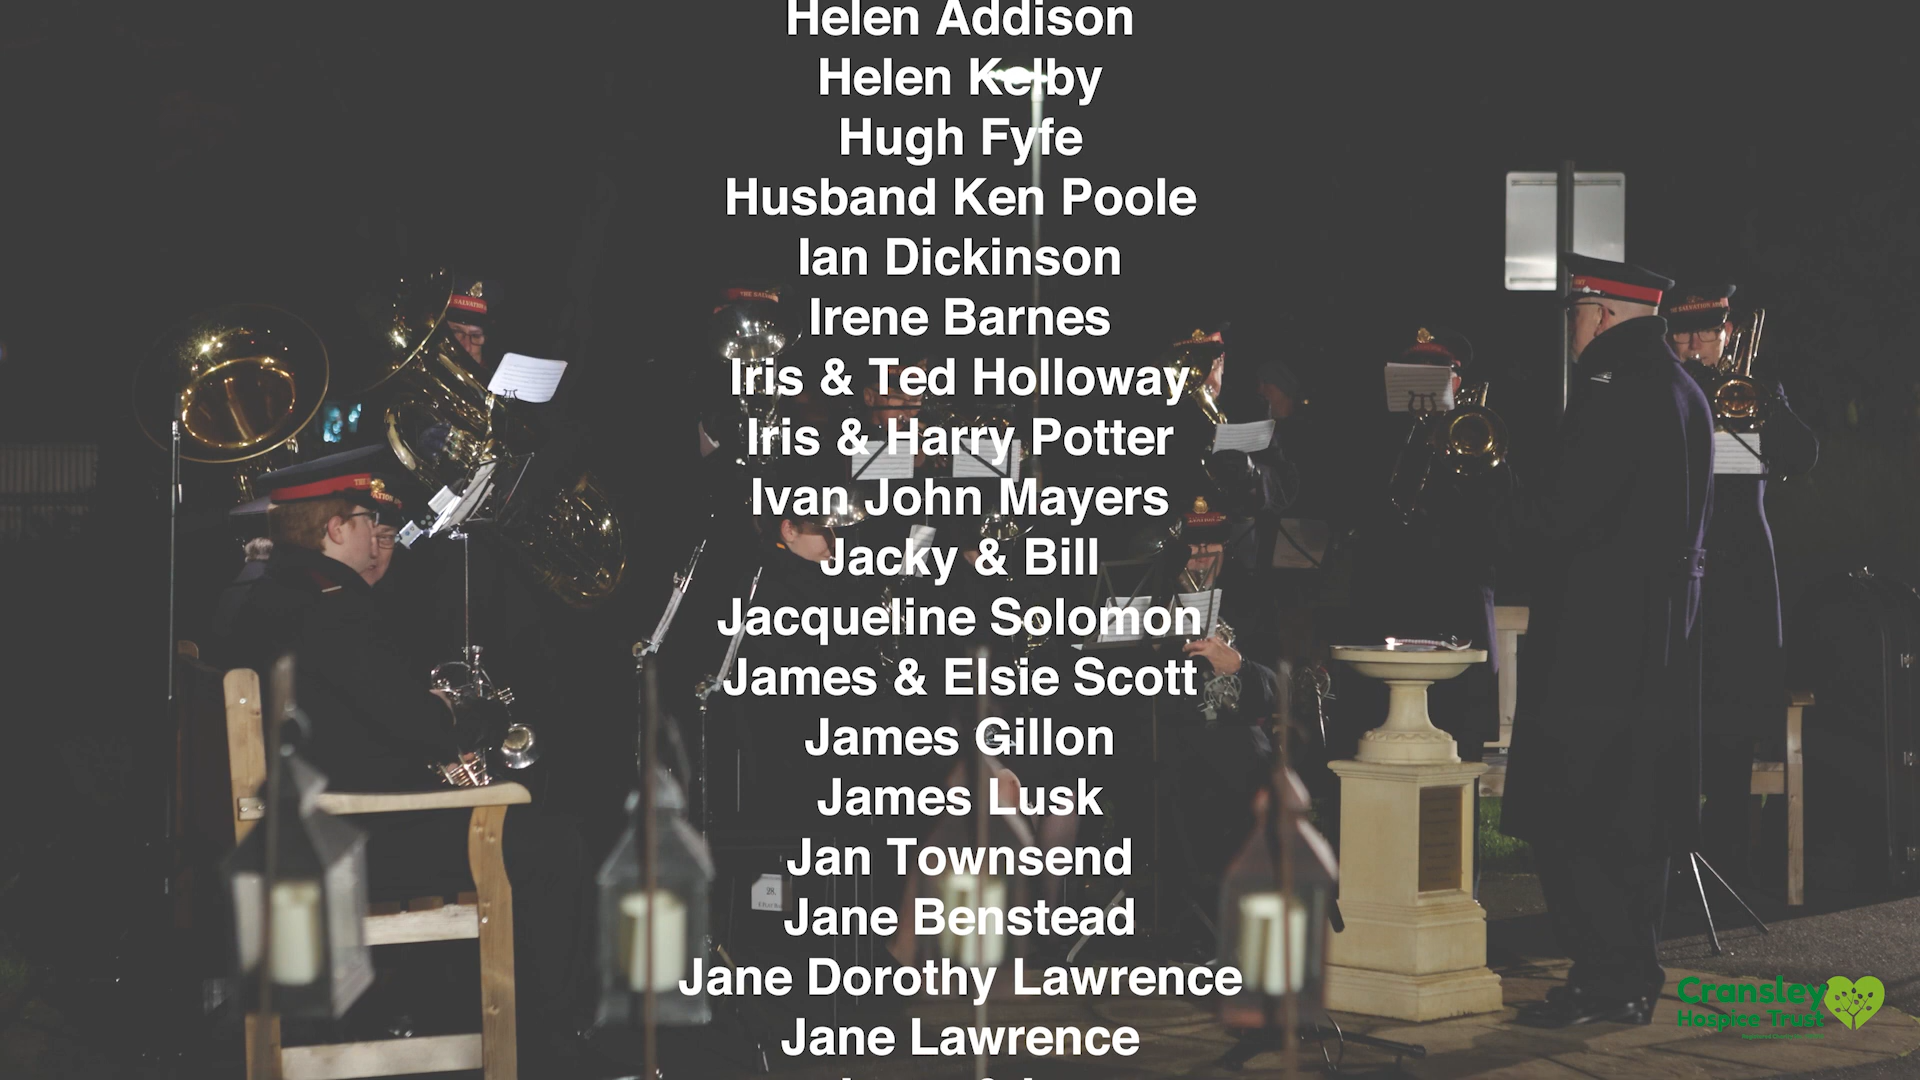 Helen Addison
Helen Kelby
Hugh Fyfe
Husband Ken Poole
Ian Dickinson
Irene Barnes
Iris & Ted Holloway
Iris & Harry Potter
Ivan John Mayers
Jacky & Bill
Jacqueline Solomon
James & Elsie Scott
James Gillon
James Lusk
Jan Townsend
Jane Benstead
Jane Dorothy Lawrence
Jane Lawrence
Cransley
Hospice Trust